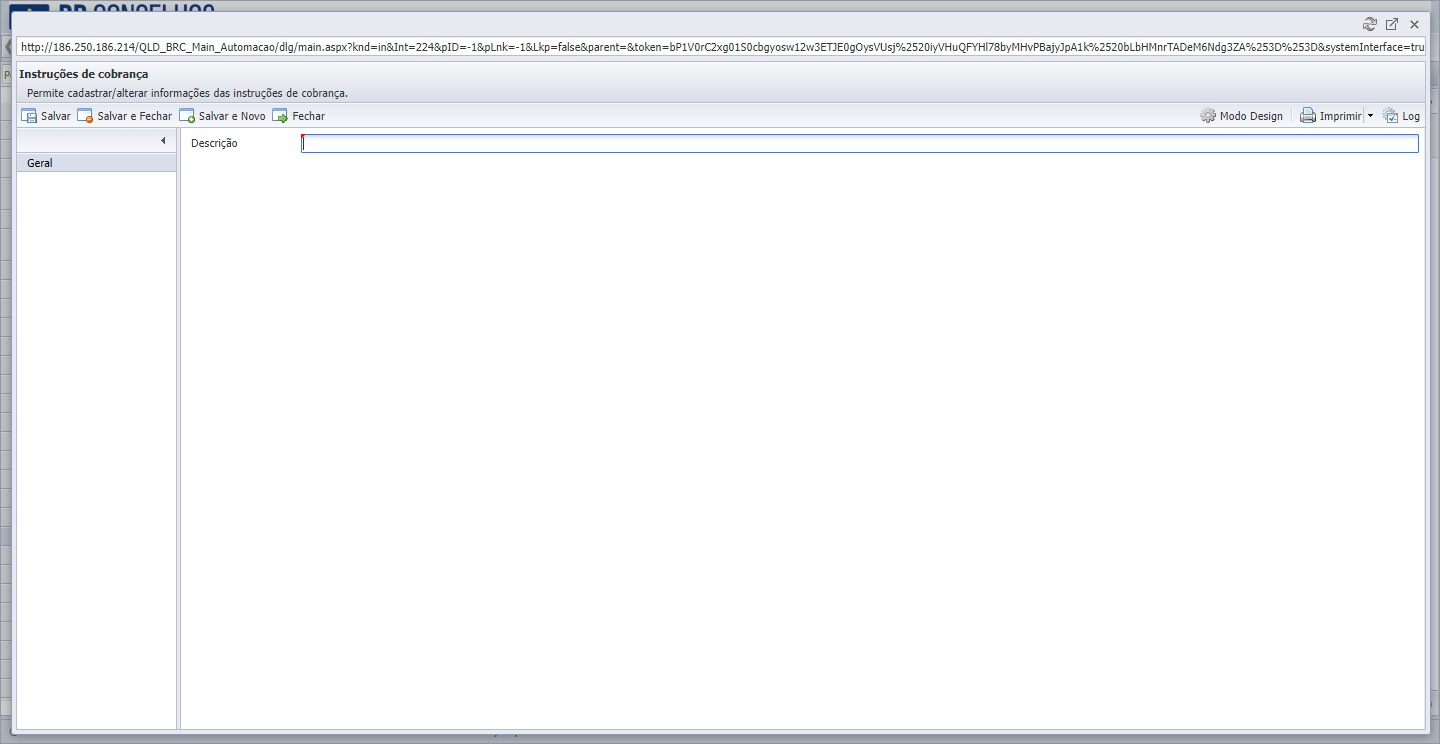 http://186.250.186.214/QLD_BRC_Main_Automacao/dlg/main.aspx?knd=in&Int=224&pID=-1&pLnk=-1&Lkp=false&parent=&token=bP1V0rC2xg01S0cbgyosw12w3ETJE0gOysVUsj%2520iyVHuQFYHl78byMHvPBajyJpA1k%2520bLbHMnrTADeM6Ndg3ZA%253D%253D&systemInterface=tru
Instruções de cobrança
Permite cadastrar/alterar informações das instruções de cobrança.
Salvar Salvar e Fechar Salvar e Novo Fechar Modo Design Imprimir Log
Geral
Descrição